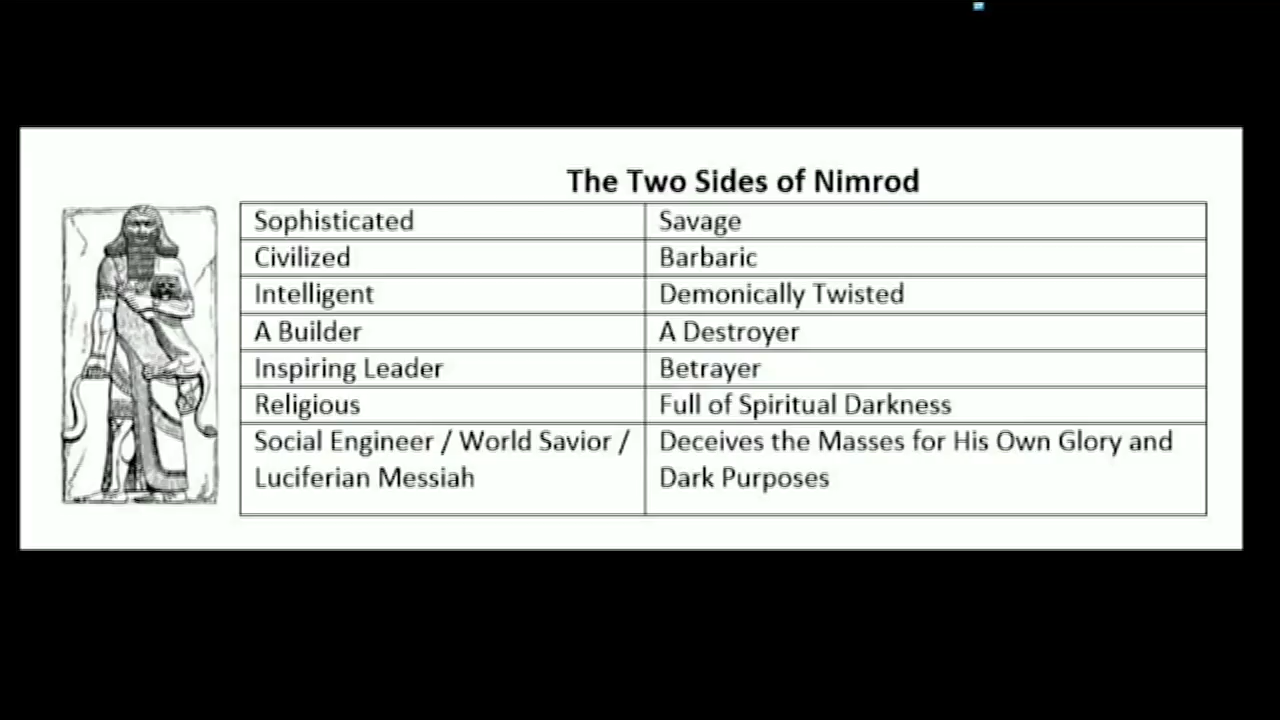 The Two Sides of Nimrod
Sophisticated
Savage
Civilized
Barbaric
Intelligent
Demonically Twisted
A Builder
A Destroyer
Inspiring Leader
Betrayer
Religious
Full of Spiritual Darkness
Social Engineer / World Savior /
Luciferian Messiah
Deceives the Masses for His Own Glory and
Dark Purposes